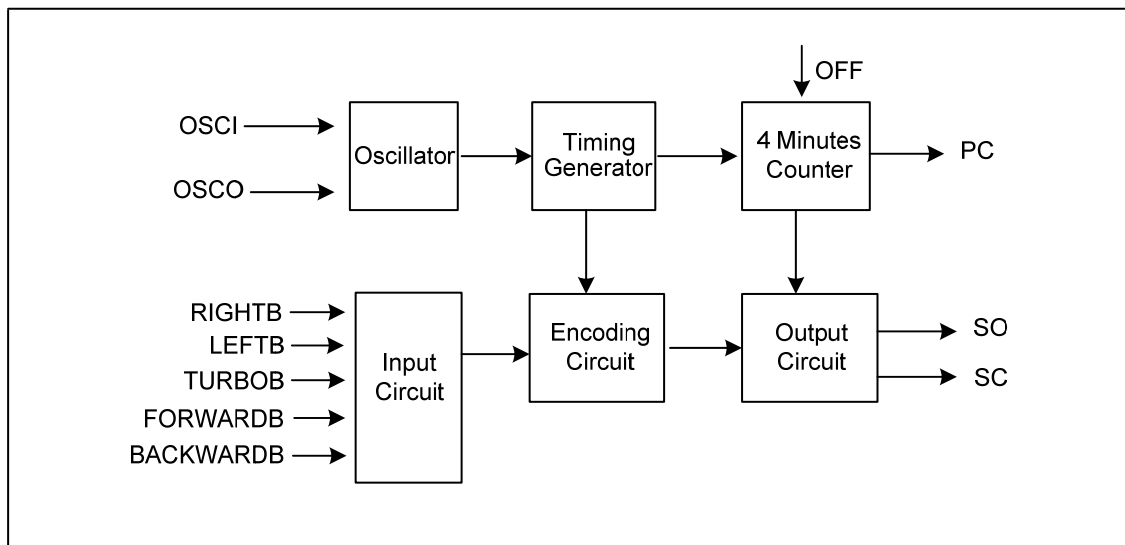 OFF
OSCI
OSCO
Oscillator
Timing
Generator
4 Minutes
Counter
PC
RIGHTB
LEFTB
TURBOB
FORWARDB
BACKWARDB
Input
Circuit
Encoding
Circuit
Output
Circuit
SO
SC